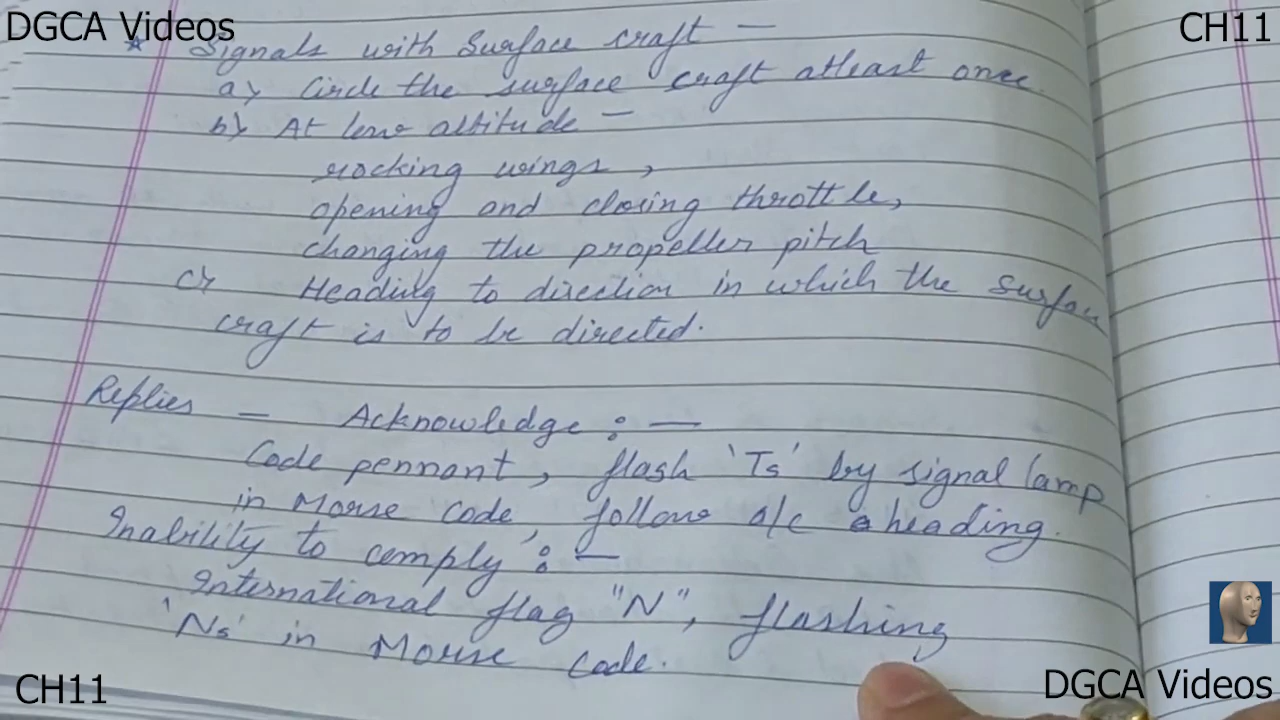 DGCA Videos
CH11
* Signals with Surface craft —
a) Circle the surface craft atleast once.
b) At low altitude —
rocking wings,
opening and closing throttle,
changing the propeller pitch
c) Heading to direction in which the surface
craft is to be directed.
Replies — Acknowledge : —
Code pennant, flash 'Ts' by signal lamp
in Morse code, follow a/c heading.
Inability to comply : —
International flag "N", flashing
'Ns' in Morse code.
CH11
DGCA Videos